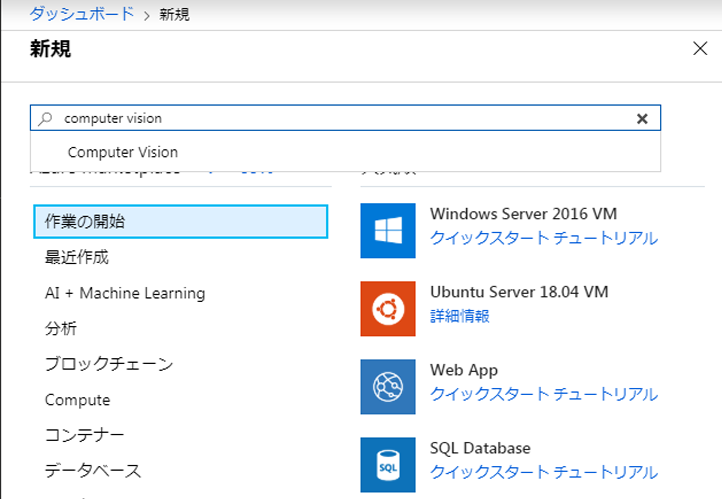 ダッシュボード > 新規
新規
computer vision
Computer Vision
作業の開始
最近作成
AI + Machine Learning
分析
ブロックチェーン
Compute
コンテナー
データベース
Windows Server 2016 VM
クイックスタート チュートリアル
Ubuntu Server 18.04 VM
詳細情報
Web App
クイックスタート チュートリアル
SQL
SQL Database
クイックスタート チュートリアル